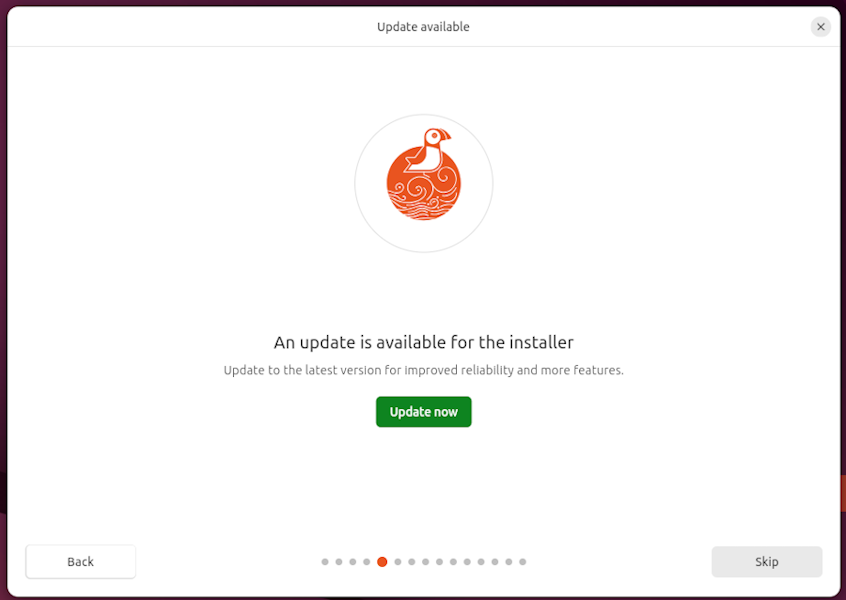 Update available
An update is available for the installer
Update to the latest version for improved reliability and more features.
Update now
Back
Skip